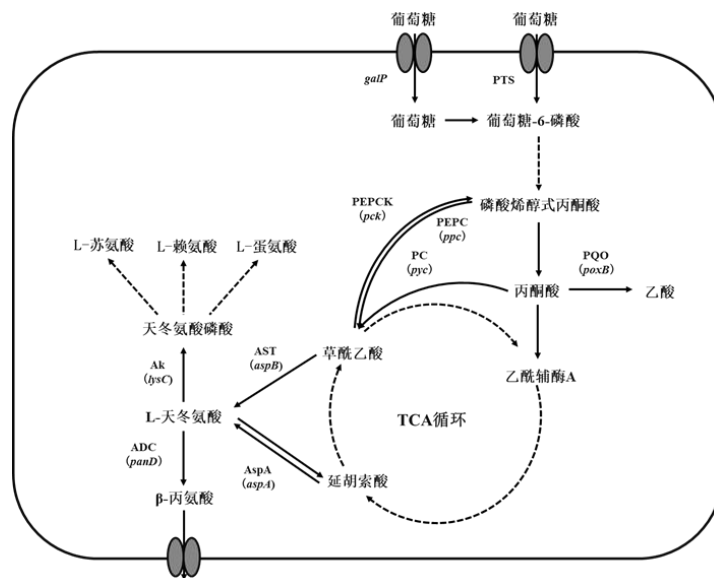 葡萄糖
葡萄糖
galP
PTS
葡萄糖
葡萄糖-6-磷酸
PEPCK
(pck)
磷酸烯醇式丙酮酸
PEPC
(ppc)
L-苏氨酸
L-赖氨酸
L-蛋氨酸
PC
(pyc)
PQO
(poxB)
丙酮酸
乙酸
天冬氨酸磷酸
AST
(aspB)
草酰乙酸
Ak
(lysC)
乙酰辅酶A
L-天冬氨酸
TCA循环
ADC
(panD)
AspA
(aspA)
延胡索酸
β-丙氨酸